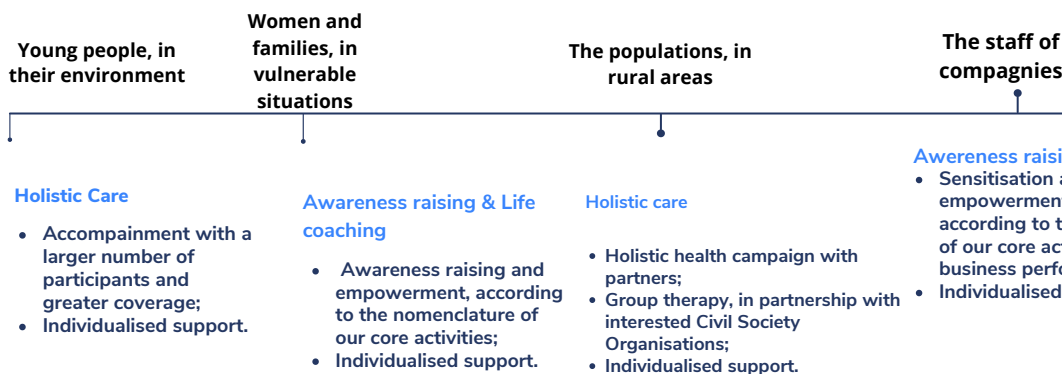 Young people, in
their environment
Women and
families, in
vulnerable
situations
The populations, in
rural areas
The staff of
compagnies
Holistic Care
• Accompainment with a
larger number of
participants and
greater coverage;
• Individualised support.
Awareness raising & Life
coaching
• Awareness raising and
empowerment, according
to the nomenclature of
our core activities;
• Individualised support.
Holistic care
• Holistic health campaign with
partners;
• Group therapy, in partnership with
interested Civil Society
Organisations;
• Individualised support.
Awereness
• Sensitisation
empowerment
according to
of our core
business
• Individualised